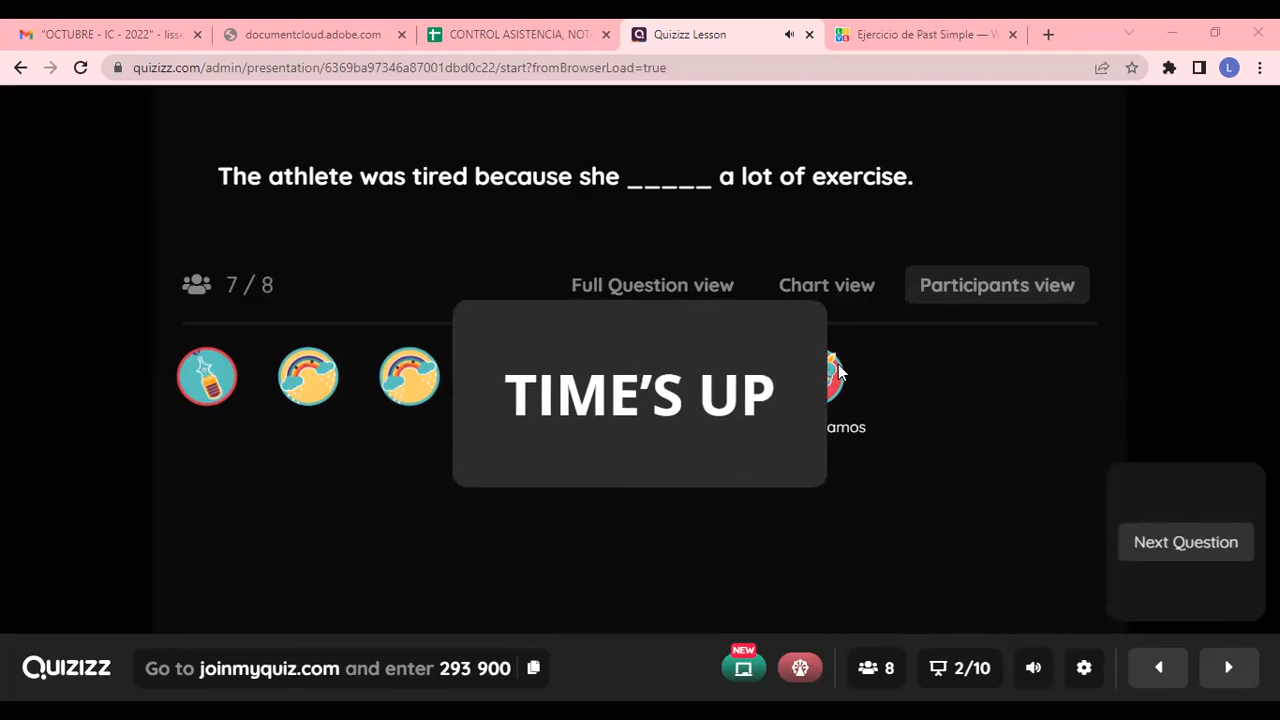 "OCTUBRE - IC - 2022" - lisse
documentcloud.adobe.com
CONTROL ASISTENCIA, NOT
Quizizz Lesson
Ejercicio de Past Simple — W
quizizz.com/admin/presentation/6369ba97346a87001dbd0c22/start?fromBrowserLoad=true
L
The athlete was tired because she _____ a lot of exercise.
7 / 8
Full Question view
Chart view
Participants view
TIME'S UP
amos
Next Question
QUIZIZZ
Go to joinmyquiz.com and enter 293 900
NEW
8
2/10